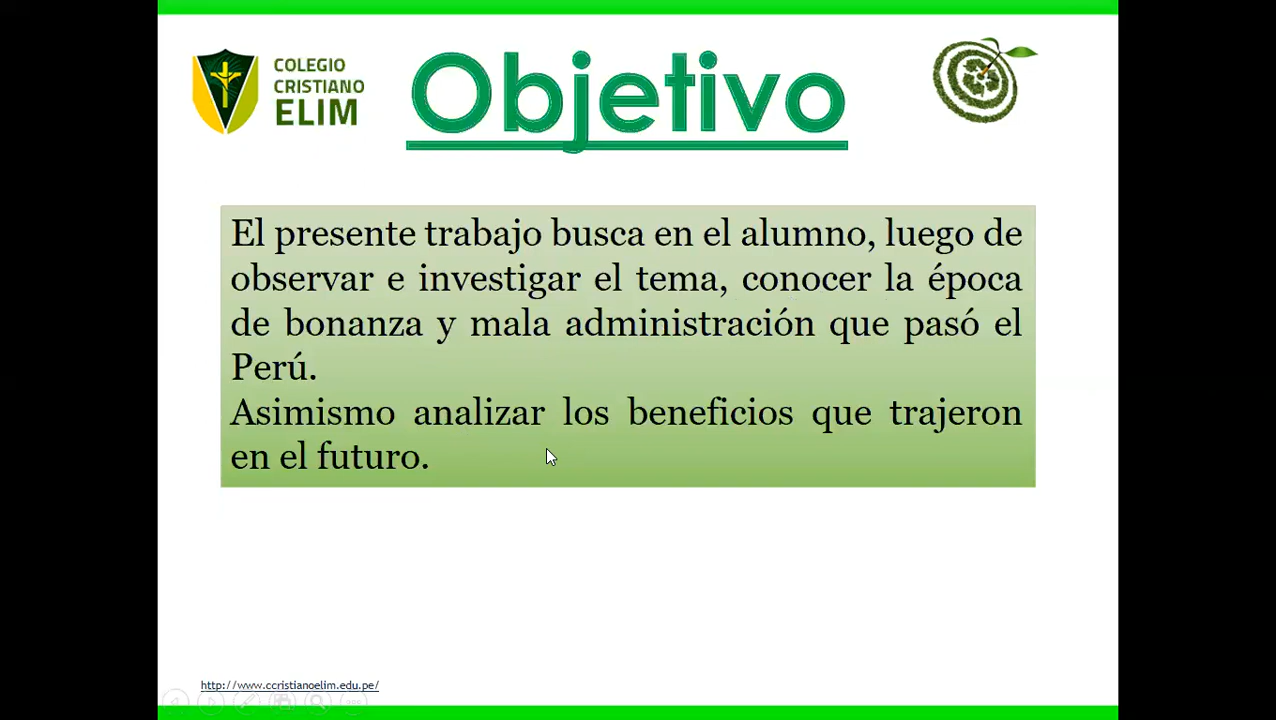 COLEGIO
CRISTIANO
ELIM
Objetivo
El presente trabajo busca en el alumno, luego de
observar e investigar el tema, conocer la época
de bonanza y mala administración que pasó el
Perú.
Asimismo analizar los beneficios que trajeron
en el futuro.
http://www.ccristianoelim.edu.pe/